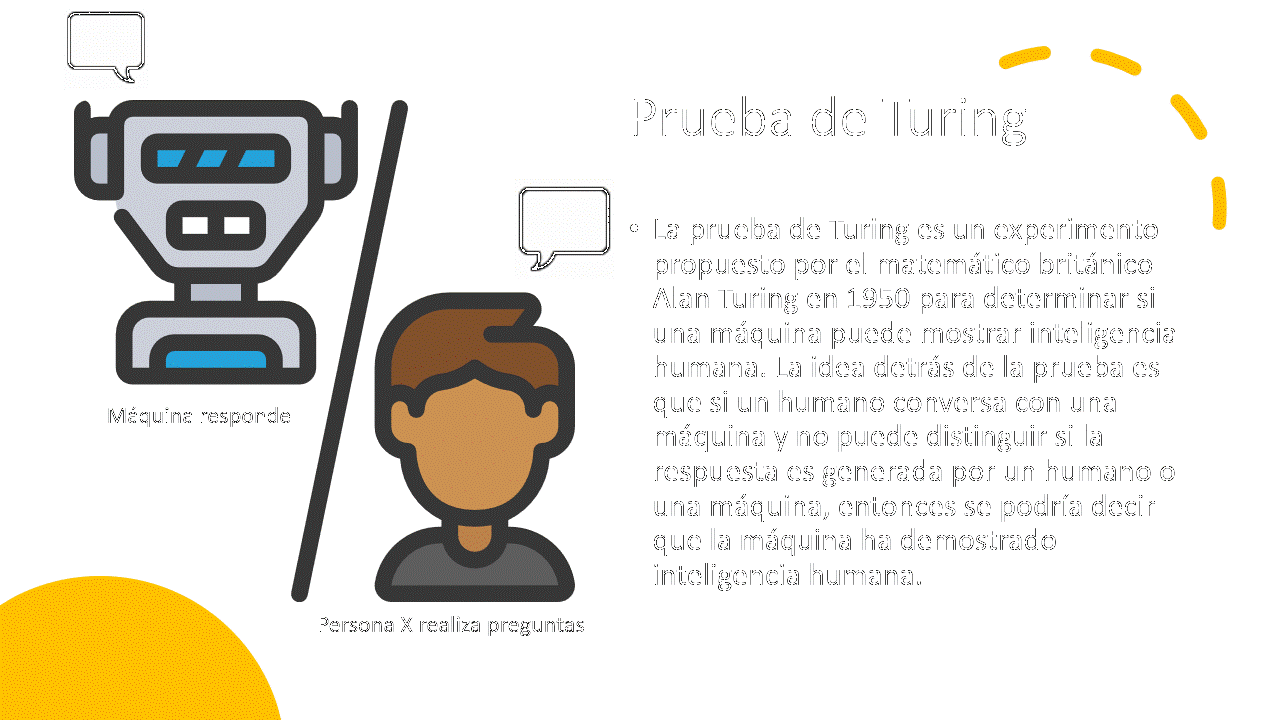 Prueba de Turing
• La prueba de Turing es un experimento
propuesto por el matemático británico
Alan Turing en 1950 para determinar si
una máquina puede mostrar inteligencia
humana. La idea detrás de la prueba es
que si un humano conversa con una
máquina y no puede distinguir si la
respuesta es generada por un humano o
una máquina, entonces se podría decir
que la máquina ha demostrado
inteligencia humana.
Máquina responde
Persona X realiza preguntas